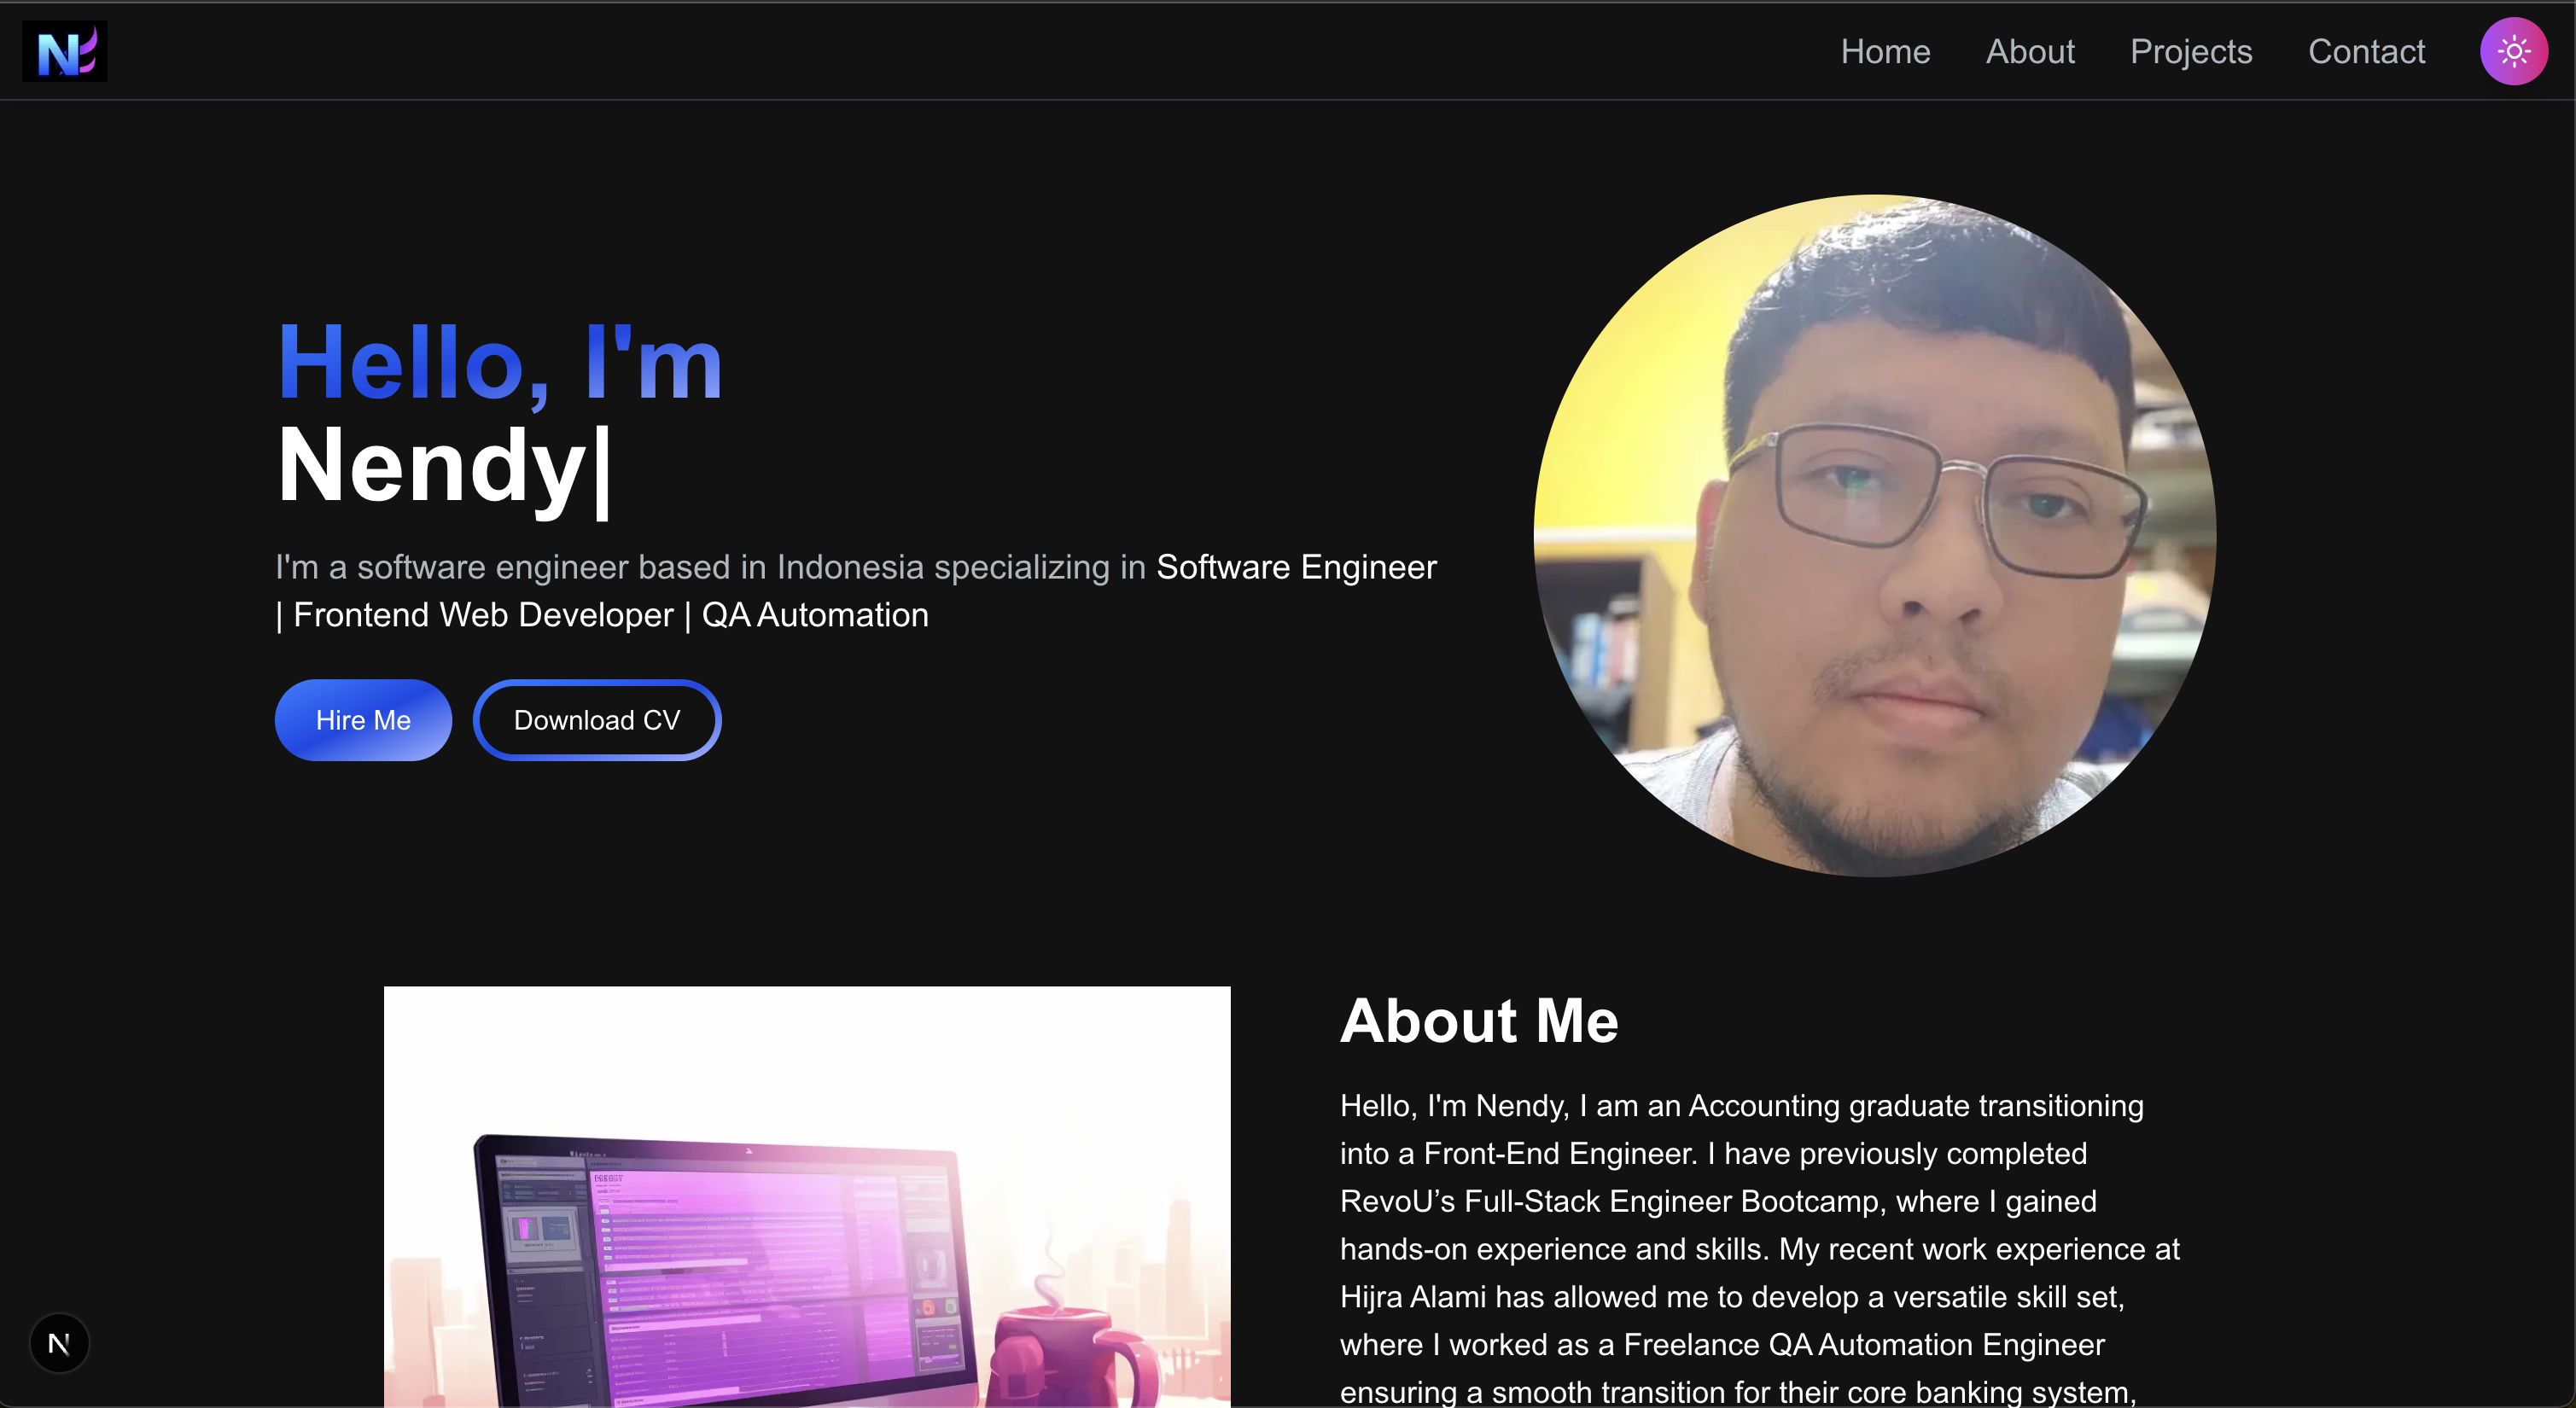 N
Home About Projects Contact
Hello, I'm
Nendy|
I'm a software engineer based in Indonesia specializing in Software Engineer
| Frontend Web Developer | QA Automation
Hire Me Download CV
About Me
Hello, I'm Nendy, I am an Accounting graduate transitioning
into a Front-End Engineer. I have previously completed
RevoU’s Full-Stack Engineer Bootcamp, where I gained
hands-on experience and skills. My recent work experience at
Hijra Alami has allowed me to develop a versatile skill set,
where I worked as a Freelance QA Automation Engineer
ensuring a smooth transition for their core banking system,
N